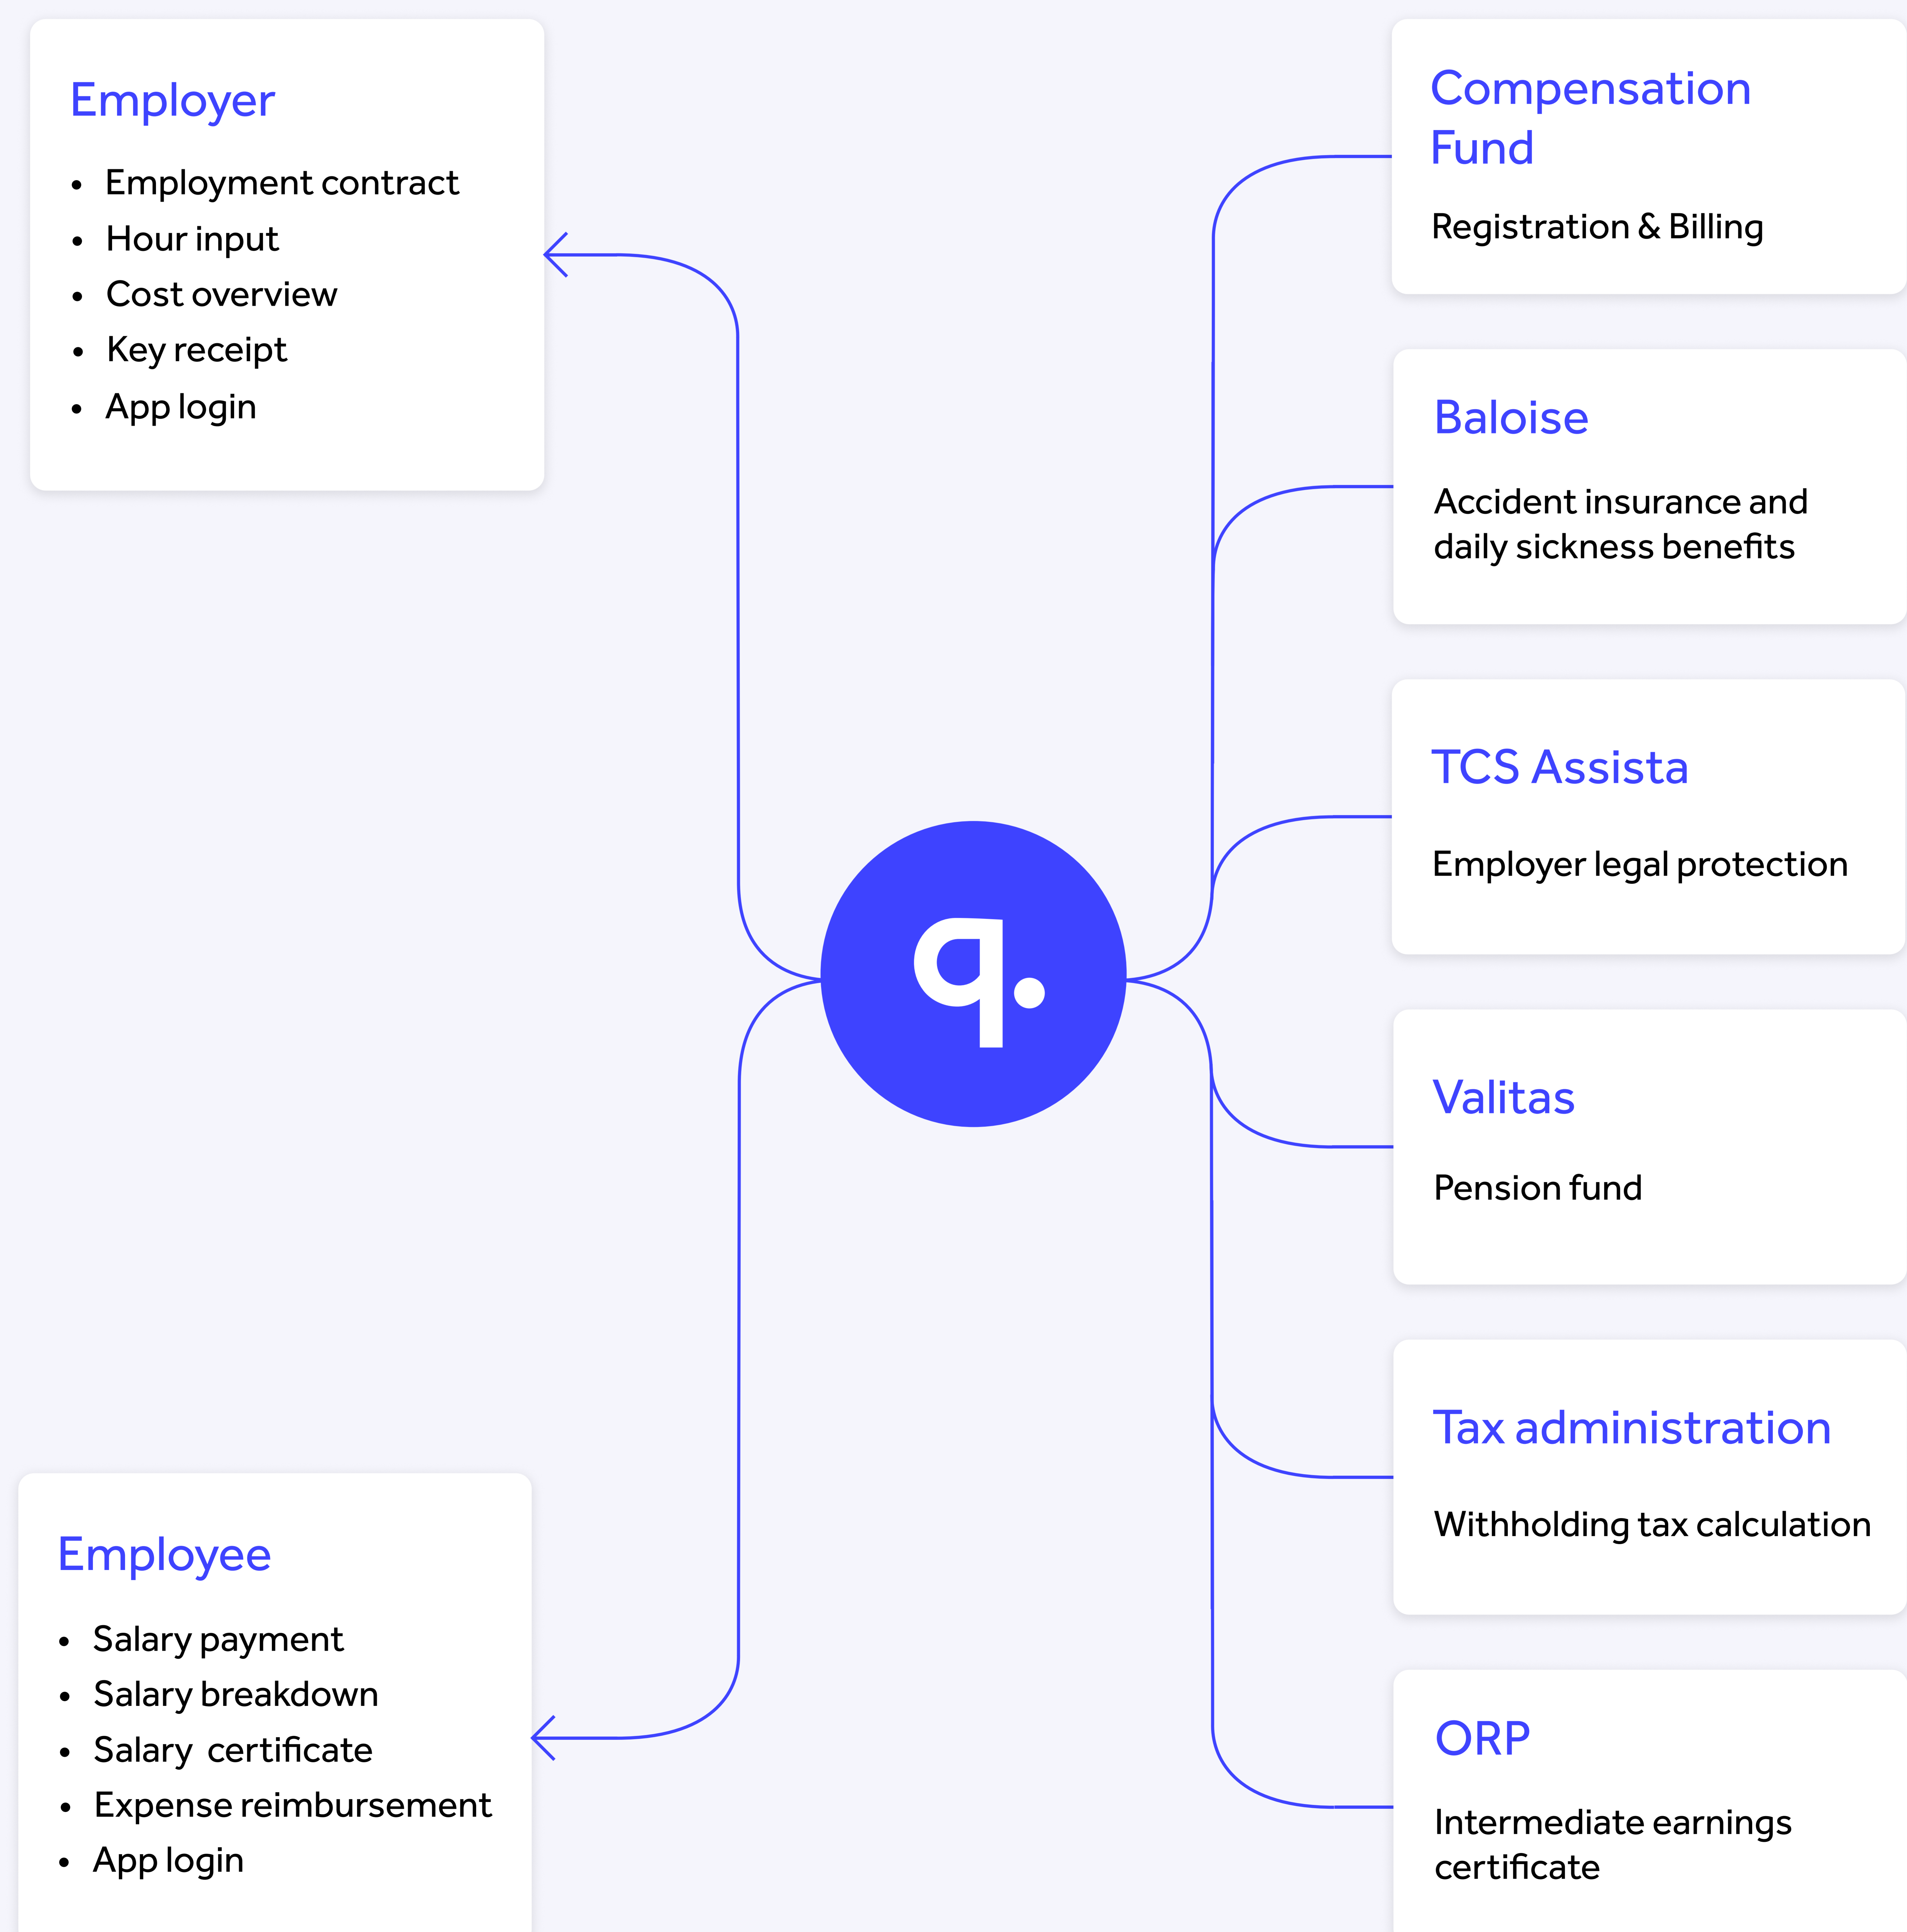 Employer
• Employment contract
• Hour input
• Cost overview
• Key receipt
• App login
Employee
• Salary payment
• Salary breakdown
• Salary certificate
• Expense reimbursement
• App login
q.
Compensation
Fund
Registration & Billing
Baloise
Accident insurance and
daily sickness benefits
TCS Assista
Employer legal protection
Valitas
Pension fund
Tax administration
Withholding tax calculation
ORP
Intermediate earnings
certificate